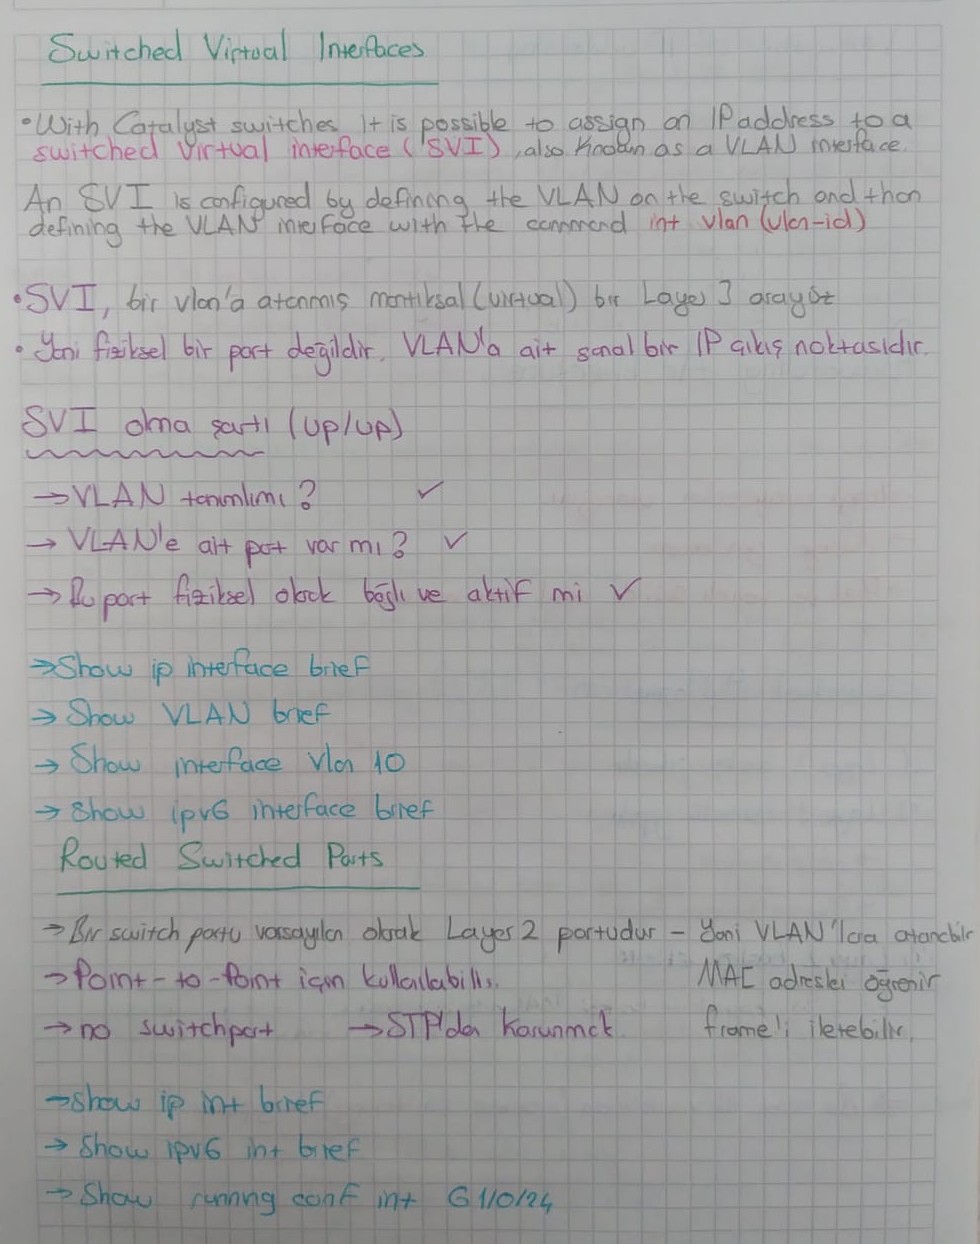 Switched Virtual Interfaces
• With Catalyst switches it is possible to assign an IP address to a
switched virtual interface (SVI), also known as a VLAN interface.
An SVI is configured by defining the VLAN on the switch and then
defining the VLAN interface with the command int vlan (vlan-id)
• SVI, bir vlan'a atanmış mantıksal (virtual) bir Layer 3 arayüz
• Yani fiziksel bir port değildir. VLAN'a ait sanal bir IP çıkış noktasıdır.
SVI olma şartı (up/up)
→ VLAN tanımlımı ? ✓
→ VLAN'e ait port var mı ? ✓
→ Bu port fiziksel olarak bağlı ve aktif mi ✓
→ Show ip interface brief
→ Show VLAN brief
→ Show interface vlan 10
→ Show ipv6 interface brief
Routed Switched Ports
→ Bir switch portu varsayılan olarak Layer 2 portudur - Yani VLAN'lara atanabilir
→ Point-to-Point için kullanılabilir. MAC adresleri öğrenir
→ no switchport → STP'den korunmak. frame'i iletebilir.
→ show ip int brief
→ Show ipv6 int brief
→ Show running conf int G1/0/24